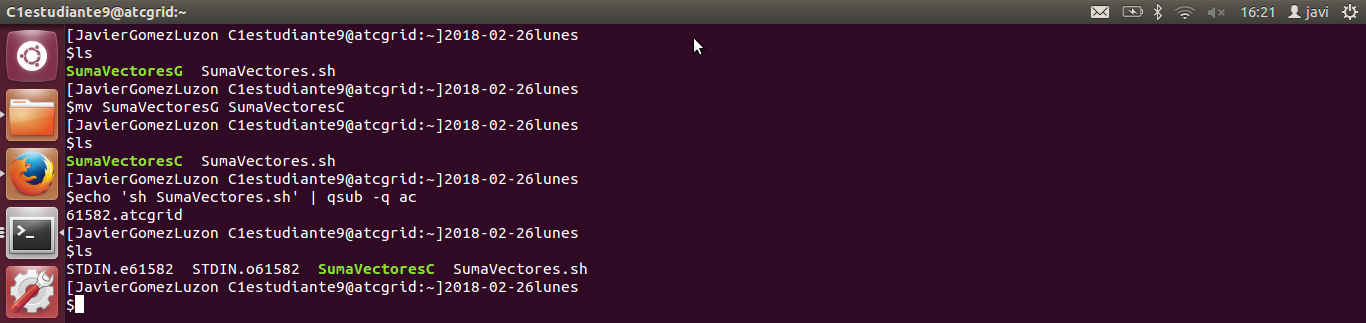 C1estudiante9@atcgrid:~ 16:21 javi
[JavierGomezLuzon C1estudiante9@atcgrid:~]2018-02-26lunes
$ls
SumaVectoresG  SumaVectores.sh
[JavierGomezLuzon C1estudiante9@atcgrid:~]2018-02-26lunes
$mv SumaVectoresG SumaVectoresC
[JavierGomezLuzon C1estudiante9@atcgrid:~]2018-02-26lunes
$ls
SumaVectoresC  SumaVectores.sh
[JavierGomezLuzon C1estudiante9@atcgrid:~]2018-02-26lunes
$echo 'sh SumaVectores.sh' | qsub -q ac
61582.atcgrid
[JavierGomezLuzon C1estudiante9@atcgrid:~]2018-02-26lunes
$ls
STDIN.e61582  STDIN.o61582  SumaVectoresC  SumaVectores.sh
[JavierGomezLuzon C1estudiante9@atcgrid:~]2018-02-26lunes
$